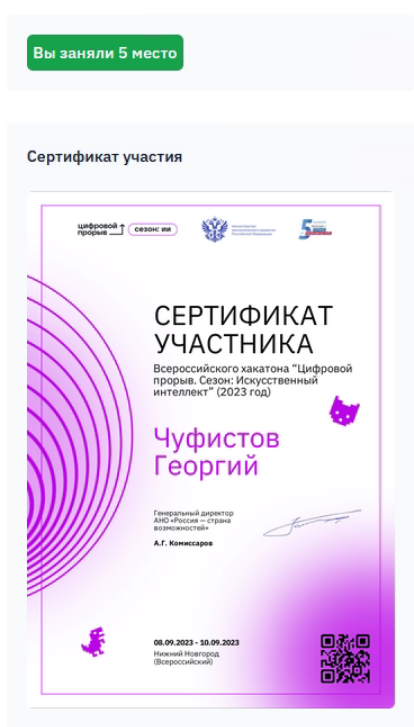 Вы заняли 5 место
Сертификат участия
цифровой
прорыв
сезон: ии
СЕРТИФИКАТ
УЧАСТНИКА
Всероссийского хакатона "Цифровой
прорыв. Сезон: Искусственный
интеллект" (2023 год)
Чуфистов
Георгий
Генеральный директор
АНО «Россия — страна
возможностей»
А.Г. Комиссаров
08.09.2023 - 10.09.2023
Нижний Новгород
(Всероссийский)